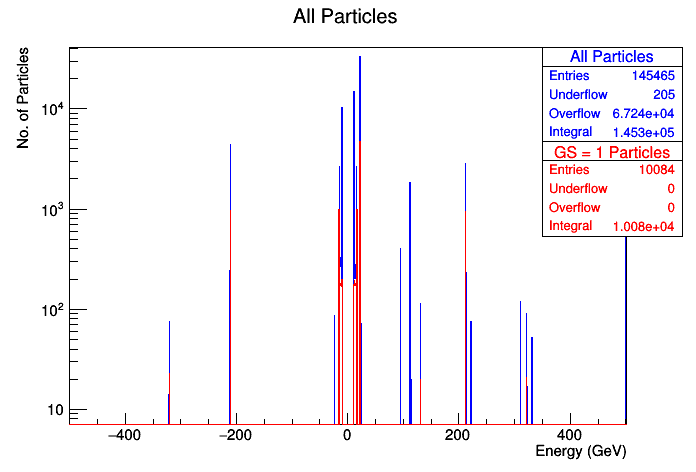 All Particles
No. of Particles
All Particles
Entries 145465
Underflow 205
Overflow 6.724e+04
Integral 1.453e+05
GS = 1 Particles
Entries 10084
Underflow 0
Overflow 0
Integral 1.008e+04
10⁴
10³
10²
10
−400 −200 0 200 400
Energy (GeV)